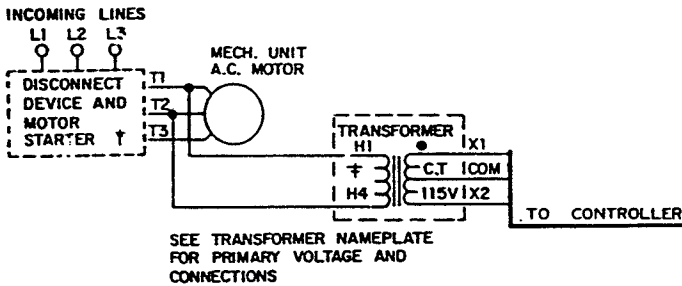 INCOMING LINES
L1 L2 L3
MECH. UNIT
A.C. MOTOR
DISCONNECT
DEVICE AND
MOTOR
STARTER †
T1
T2
T3
TRANSFORMER
H1
X1
‡
C.T
COM
H4
115V
X2
TO CONTROLLER
SEE TRANSFORMER NAMEPLATE
FOR PRIMARY VOLTAGE AND
CONNECTIONS